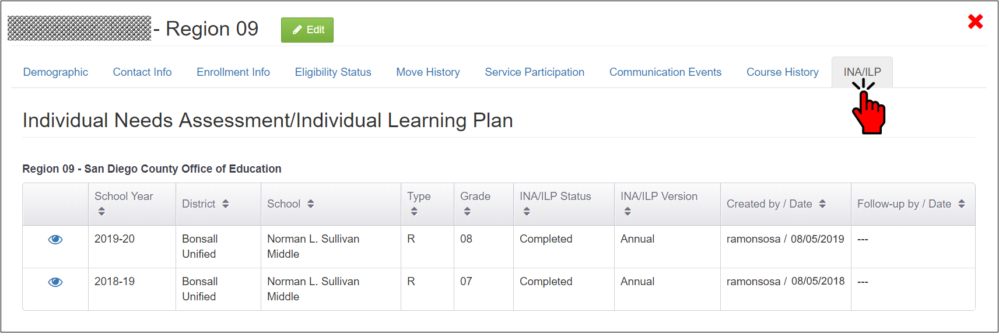 - Region 09 Edit
Demographic Contact Info Enrollment Info Eligibility Status Move History Service Participation Communication Events Course History INA/ILP
Individual Needs Assessment/Individual Learning Plan
Region 09 - San Diego County Office of Education
School Year District School Type Grade INA/ILP Status INA/ILP Version Created by / Date Follow-up by / Date
2019-20 Bonsall Norman L. Sullivan R 08 Completed Annual ramonsosa / 08/05/2019 ---
Unified Middle
2018-19 Bonsall Norman L. Sullivan R 07 Completed Annual ramonsosa / 08/05/2018 ---
Unified Middle